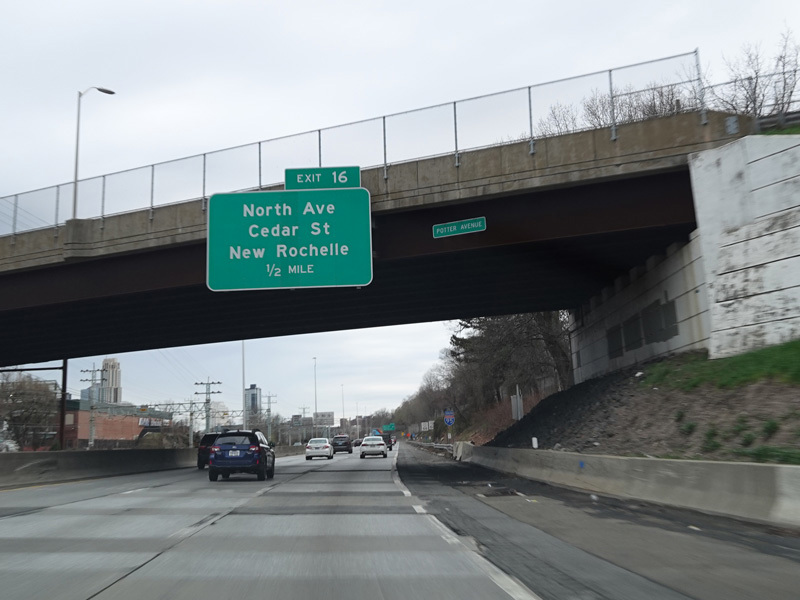 EXIT 16
North Ave
Cedar St
New Rochelle
1/2 MILE
POTTER AVENUE